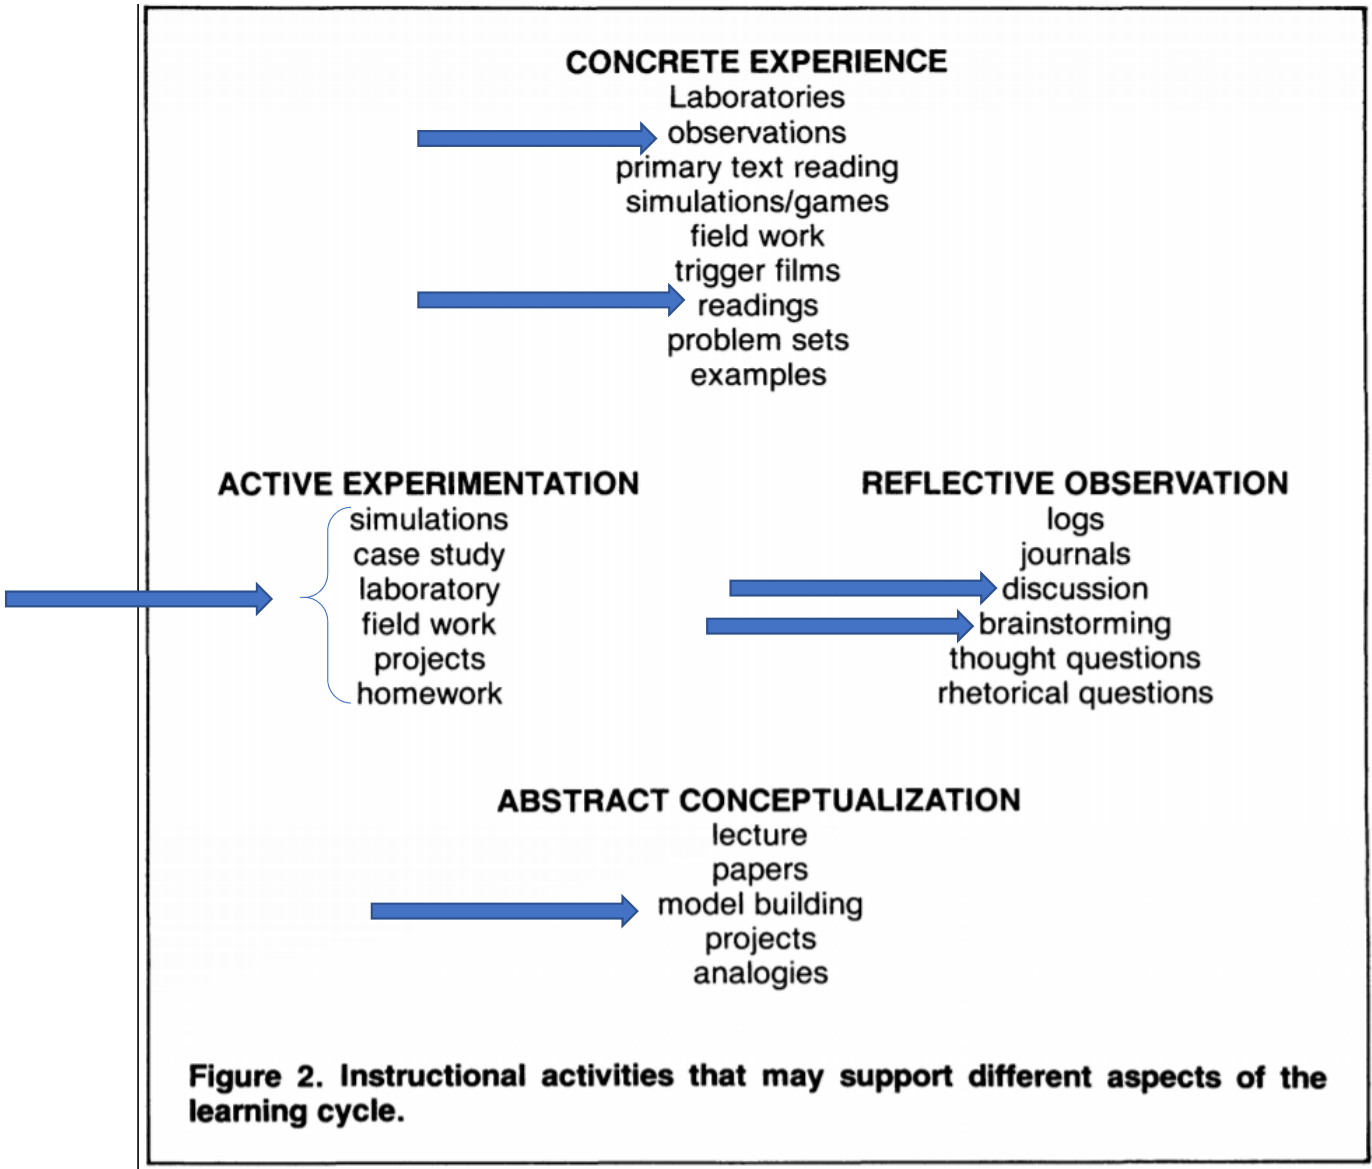 CONCRETE EXPERIENCE
Laboratories
observations
primary text reading
simulations/games
field work
trigger films
readings
problem sets
examples
ACTIVE EXPERIMENTATION
simulations
case study
laboratory
field work
projects
homework
REFLECTIVE OBSERVATION
logs
journals
discussion
brainstorming
thought questions
rhetorical questions
ABSTRACT CONCEPTUALIZATION
lecture
papers
model building
projects
analogies
Figure 2. Instructional activities that may support different aspects of the
learning cycle.